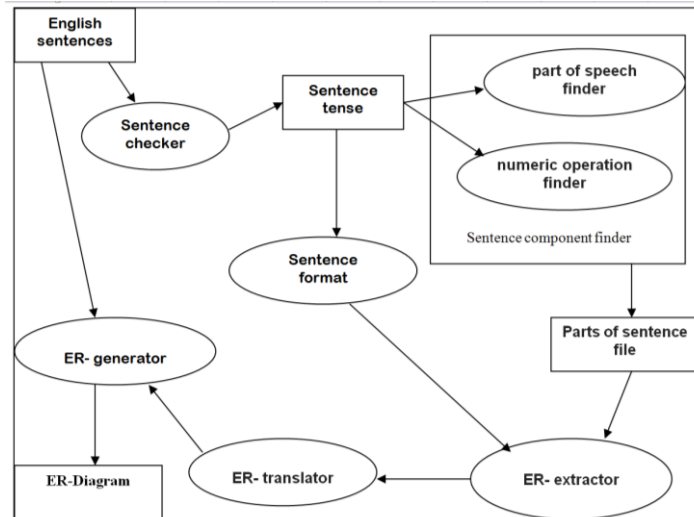 English
sentences
Sentence
checker
Sentence
tense
part of speech
finder
numeric operation
finder
Sentence component finder
Sentence
format
Parts of sentence
file
ER- generator
ER-Diagram
ER- translator
ER- extractor